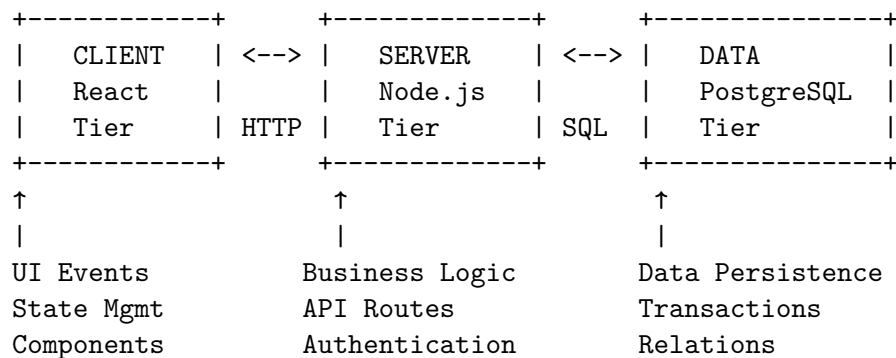 +------------+      +-------------+      +---------------+
|   CLIENT   | <--> |   SERVER    | <--> |   DATA        |
|   React    |      |   Node.js   |      |   PostgreSQL  |
|   Tier     | HTTP |   Tier      | SQL  |   Tier        |
+------------+      +-------------+      +---------------+
↑                    ↑                    ↑
|                    |                    |
UI Events          Business Logic        Data Persistence
State Mgmt         API Routes            Transactions
Components         Authentication        Relations